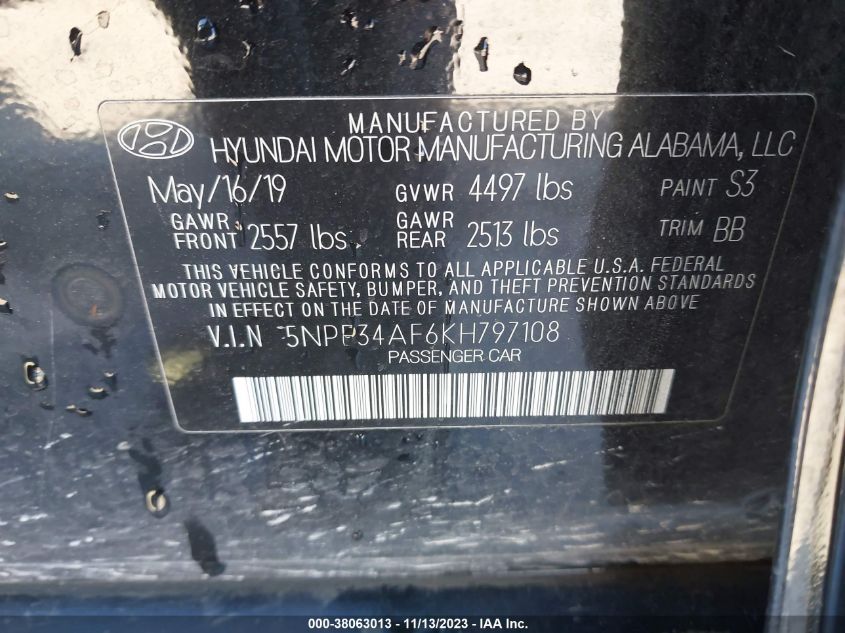 MANUFACTURED BY
HYUNDAI MOTOR MANUFACTURING ALABAMA, LLC
May/16/19 GVWR 4497 lbs PAINT S3
GAWR FRONT 2557 lbs GAWR REAR 2513 lbs TRIM BB
THIS VEHICLE CONFORMS TO ALL APPLICABLE U.S.A. FEDERAL
MOTOR VEHICLE SAFETY, BUMPER, AND THEFT PREVENTION STANDARDS
IN EFFECT ON THE DATE OF MANUFACTURE SHOWN ABOVE
V.I.N 5NPE34AF6KH797108
PASSENGER CAR
000-38063013 - 11/13/2023 - IAA Inc.